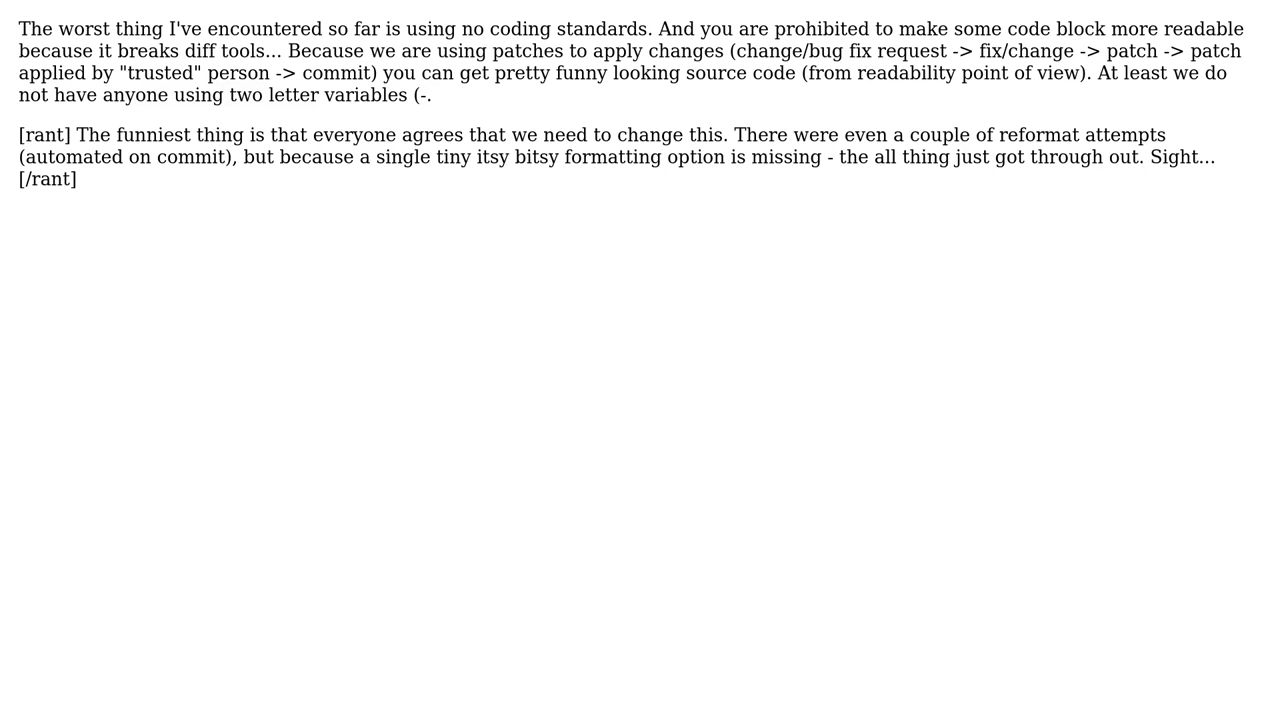 The worst thing I've encountered so far is using no coding standards. And you are prohibited to make some code block more readable
because it breaks diff tools... Because we are using patches to apply changes (change/bug fix request -> fix/change -> patch -> patch
applied by "trusted" person -> commit) you can get pretty funny looking source code (from readability point of view). At least we do
not have anyone using two letter variables (-.
[rant] The funniest thing is that everyone agrees that we need to change this. There were even a couple of reformat attempts
(automated on commit), but because a single tiny itsy bitsy formatting option is missing - the all thing just got through out. Sight...
[/rant]